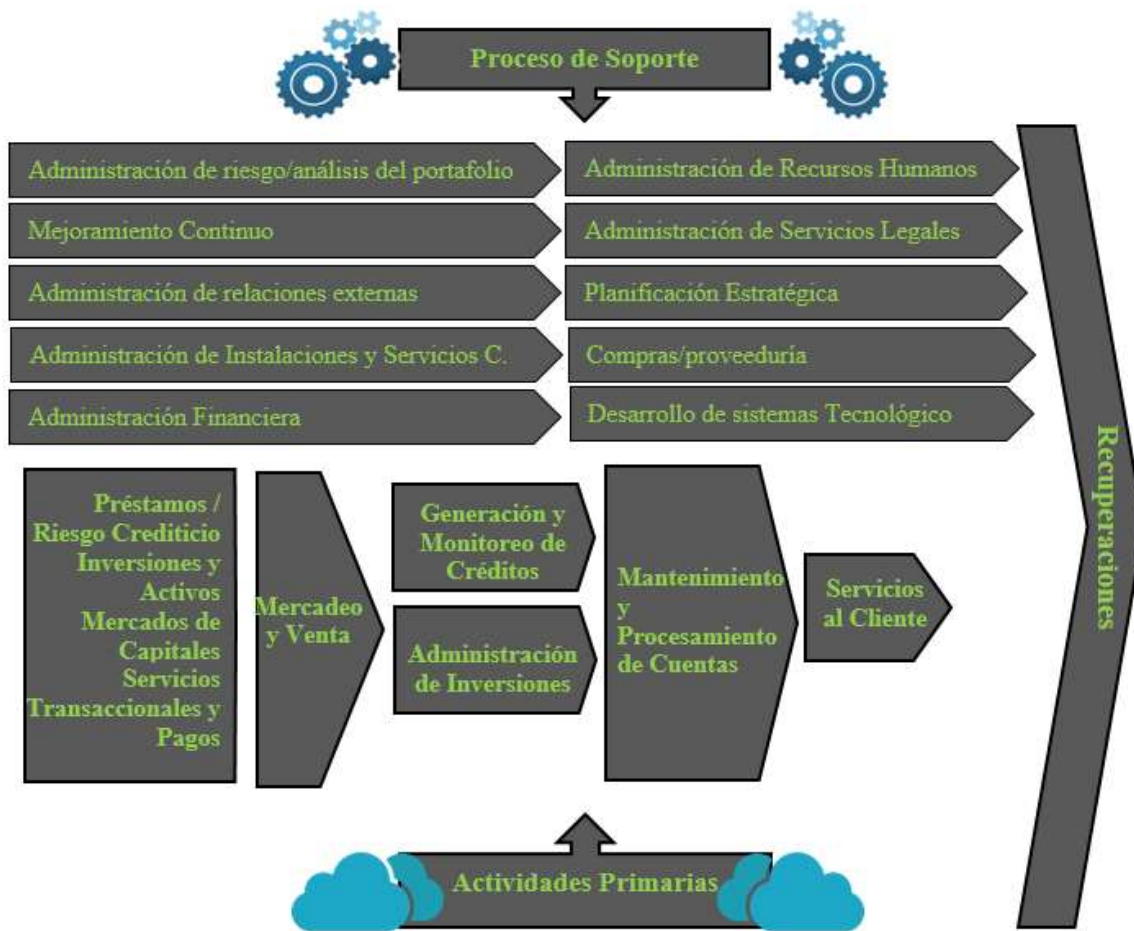 Proceso de Soporte
Administración de riesgo/análisis del portafolio
Administración de Recursos Humanos
Mejoramiento Continuo
Administración de Servicios Legales
Administración de relaciones externas
Planificación Estratégica
Administración de Instalaciones y Servicios C.
Compras/proveeduría
Administración Financiera
Desarrollo de sistemas Tecnológico
Préstamos /
Riesgo Crediticio
Inversiones y
Activos
Mercados de
Capitales
Servicios
Transaccionales y
Pagos
Mercadeo
y Venta
Generación y
Monitoreo de
Créditos
Administración
de Inversiones
Mantenimiento
y
Procesamiento
de Cuentas
Servicios
al Cliente
Recuperaciones
Actividades Primarias